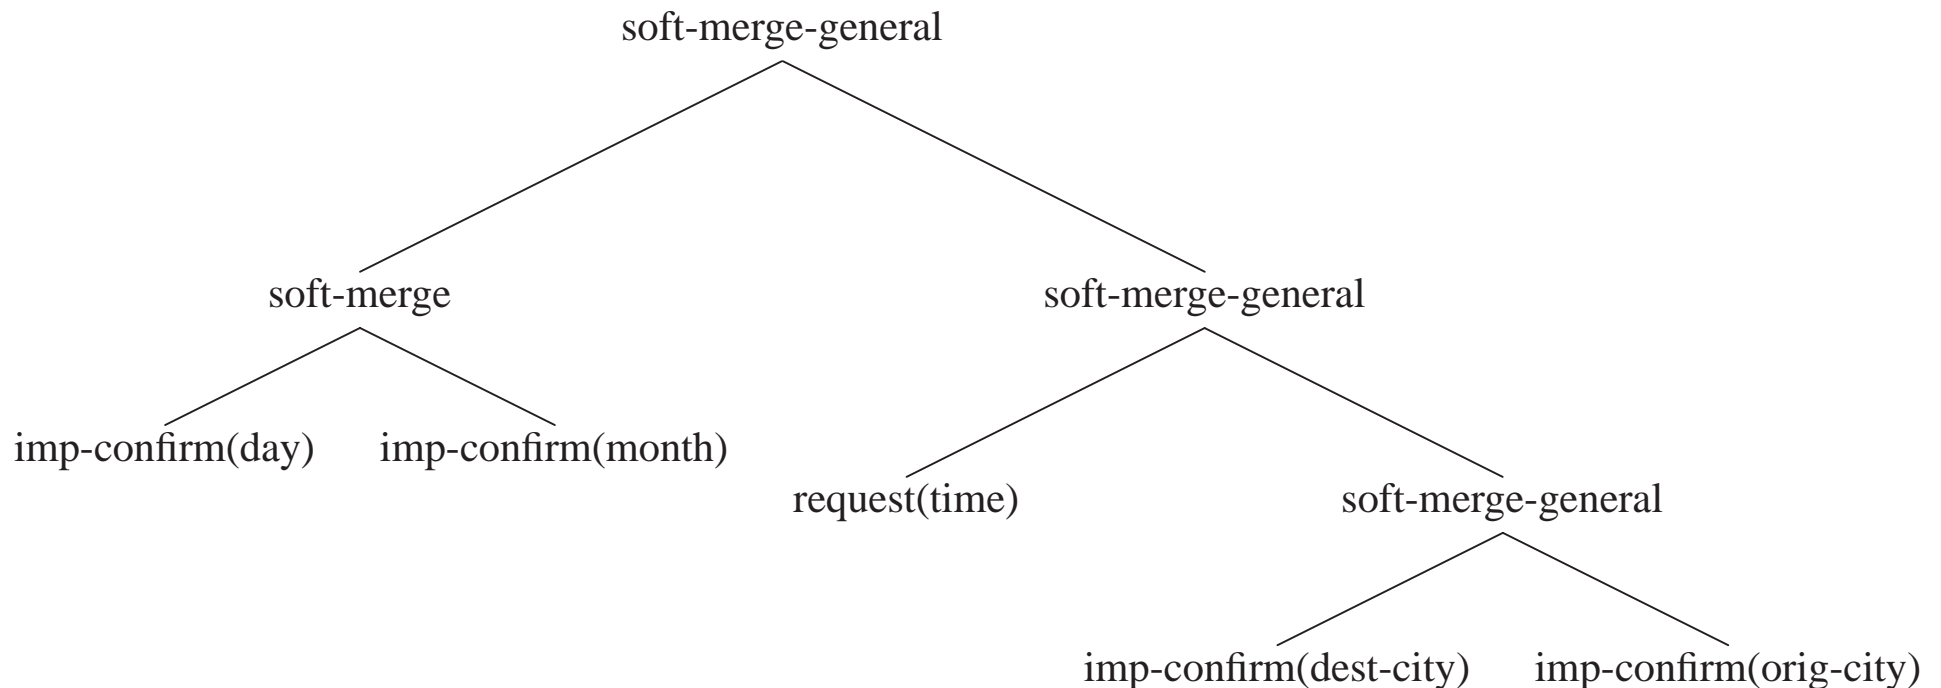 soft-merge-general
soft-merge soft-merge-general
imp-confirm(day) imp-confirm(month)
request(time) soft-merge-general
imp-confirm(dest-city) imp-confirm(orig-city)